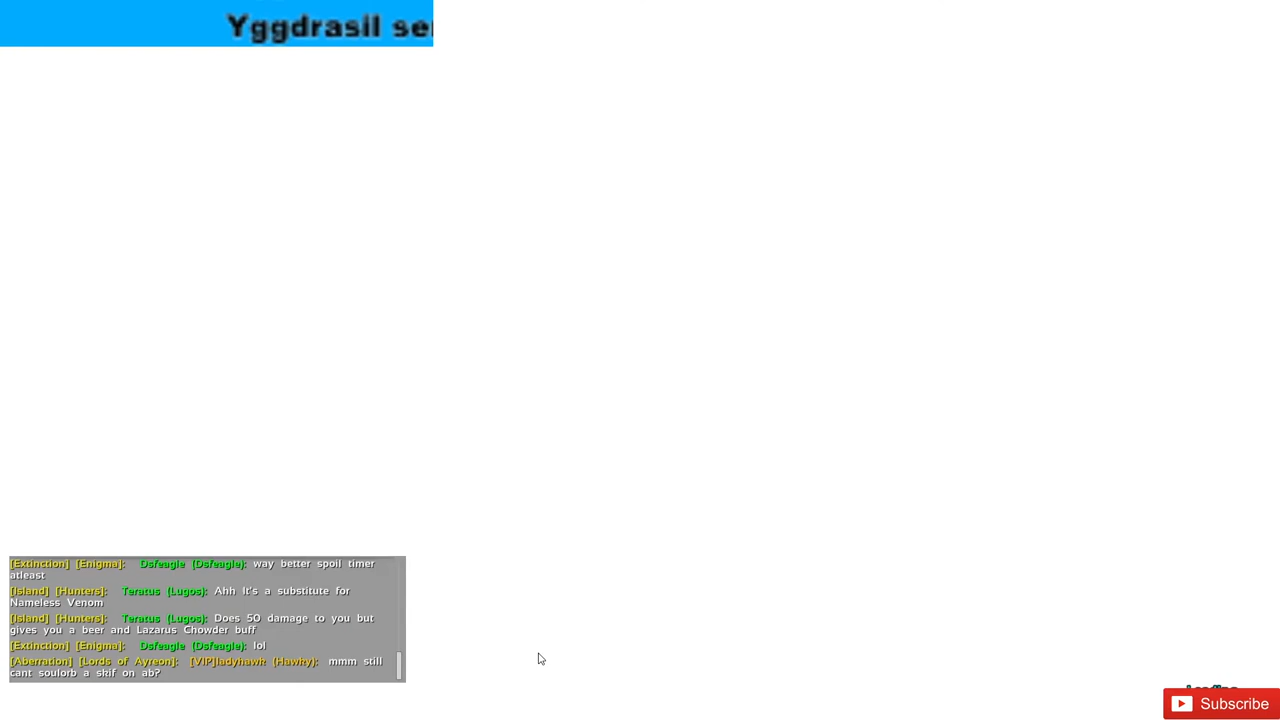 Yggdrasil
[Extinction] [Enigma]: Dsfeagle (Dsfeagle): way better spoil timer
atleast
[Island] [Hunters]: Teratus (Lugos): Ahh It's a substitute for
Nameless Venom
[Island] [Hunters]: Teratus (Lugos): Does 50 damage to you but
gives you a beer and Lazarus Chowder buff
[Extinction] [Enigma]: Dsfeagle (Dsfeagle): lol
[Aberration] [Lords of Ayreon]: [VIP]ladyhawk (Hawky): mmm still
cant soulorb a skif on ab?
Subscribe